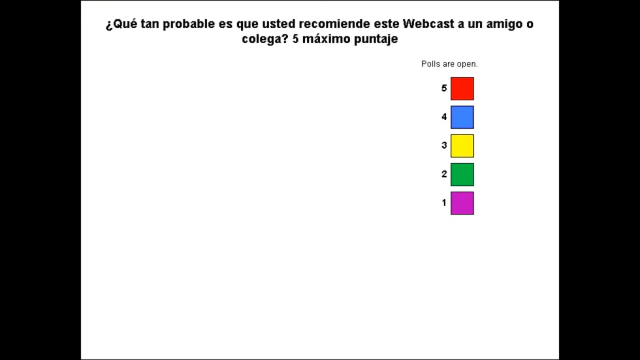 ¿Qué tan probable es que usted recomiende este Webcast a un amigo o
colega? 5 máximo puntaje
Polls are open.
5
4
3
2
1